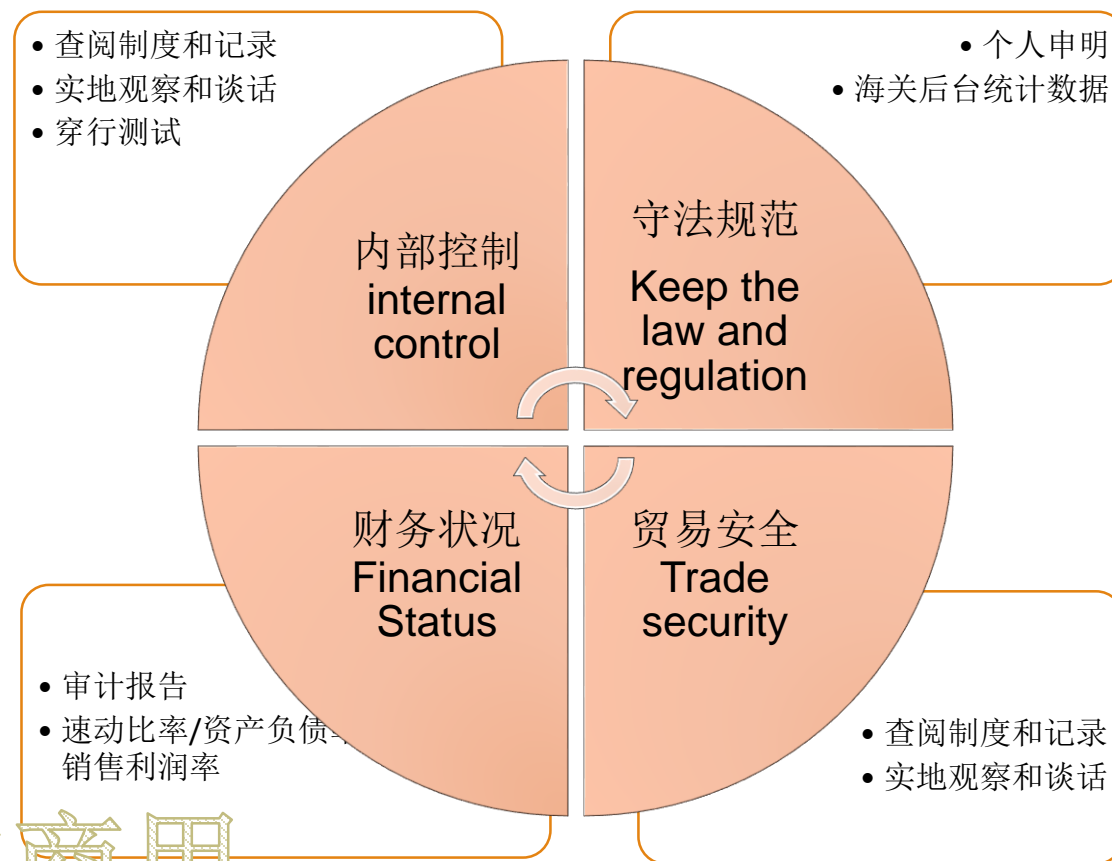 • 查阅制度和记录
• 实地观察和谈话
• 穿行测试
• 个人申明
• 海关后台统计数据
内部控制
internal
control
守法规范
Keep the
law and
regulation
财务状况
Financial
Status
贸易安全
Trade
security
• 审计报告
• 速动比率/资产负债
销售利润率
• 查阅制度和记录
• 实地观察和谈话
商用